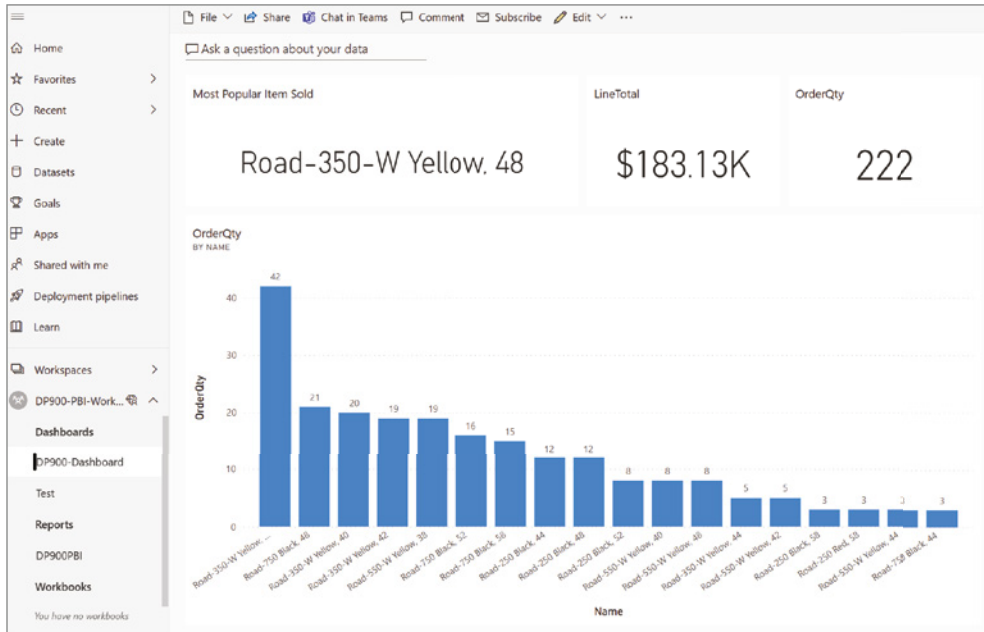 File Share Chat in Teams Comment Subscribe Edit ...
Home
Favorites
Recent
Create
Datasets
Goals
Apps
Shared with me
Deployment pipelines
Learn
Workspaces
DP900-PBI-Work...
Dashboards
DP900-Dashboard
Test
Reports
DP900PBI
Workbooks
You have no workbooks
Ask a question about your data
Most Popular Item Sold
Road-350-W Yellow, 48
LineTotal
$183.13K
OrderQty
222
OrderQty
BY NAME
OrderQty
40
30
20
10
0
42
21
20
19
19
16
15
12
12
8
8
8
5
5
3
3
3
Road-350-W Yellow, ...
Road-750 Black, 48
Road-350-W Yellow, 40
Road-350-W Yellow, 42
Road-550-W Yellow, 38
Road-750 Black, 52
Road-750 Black, 58
Road-250 Black, 44
Road-250 Black, 48
Road-250 Black, 52
Road-550-W Yellow, 40
Road-550-W Yellow, 48
Road-350-W Yellow, 44
Road-550-W Yellow, 42
Road-250 Black, 58
Road-250 Red, 58
Road-550-W Yellow, 44
Black, 44
Name